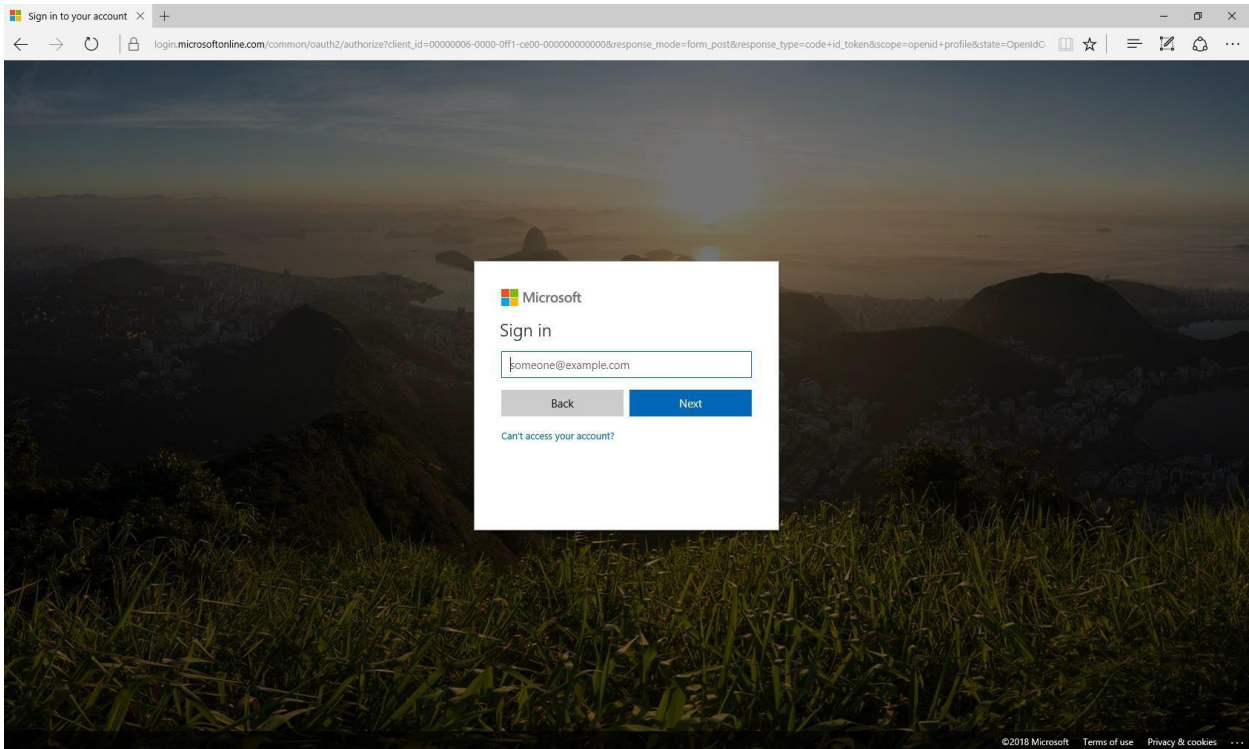 Sign in to your account
login.microsoftonline.com/common/oauth2/authorize?client_id=00000006-0000-0ff1-ce00-000000000000&response_mode=form_post&response_type=code+id_token&scope=openid+profile&state=OpenIdC
Microsoft
Sign in
someone@example.com
Back Next
Can't access your account?
©2018 Microsoft Terms of use Privacy & cookies ...